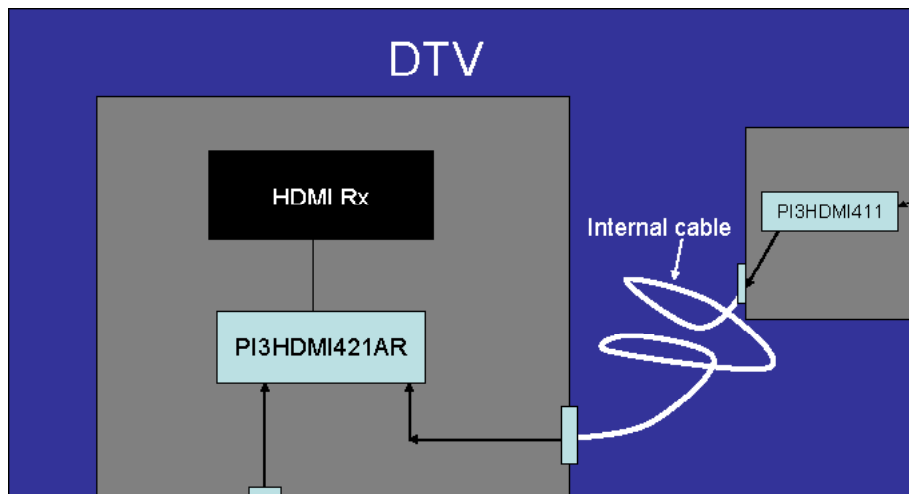 DTV
HDMI Rx
PI3HDMI411
Internal cable
PI3HDMI421AR